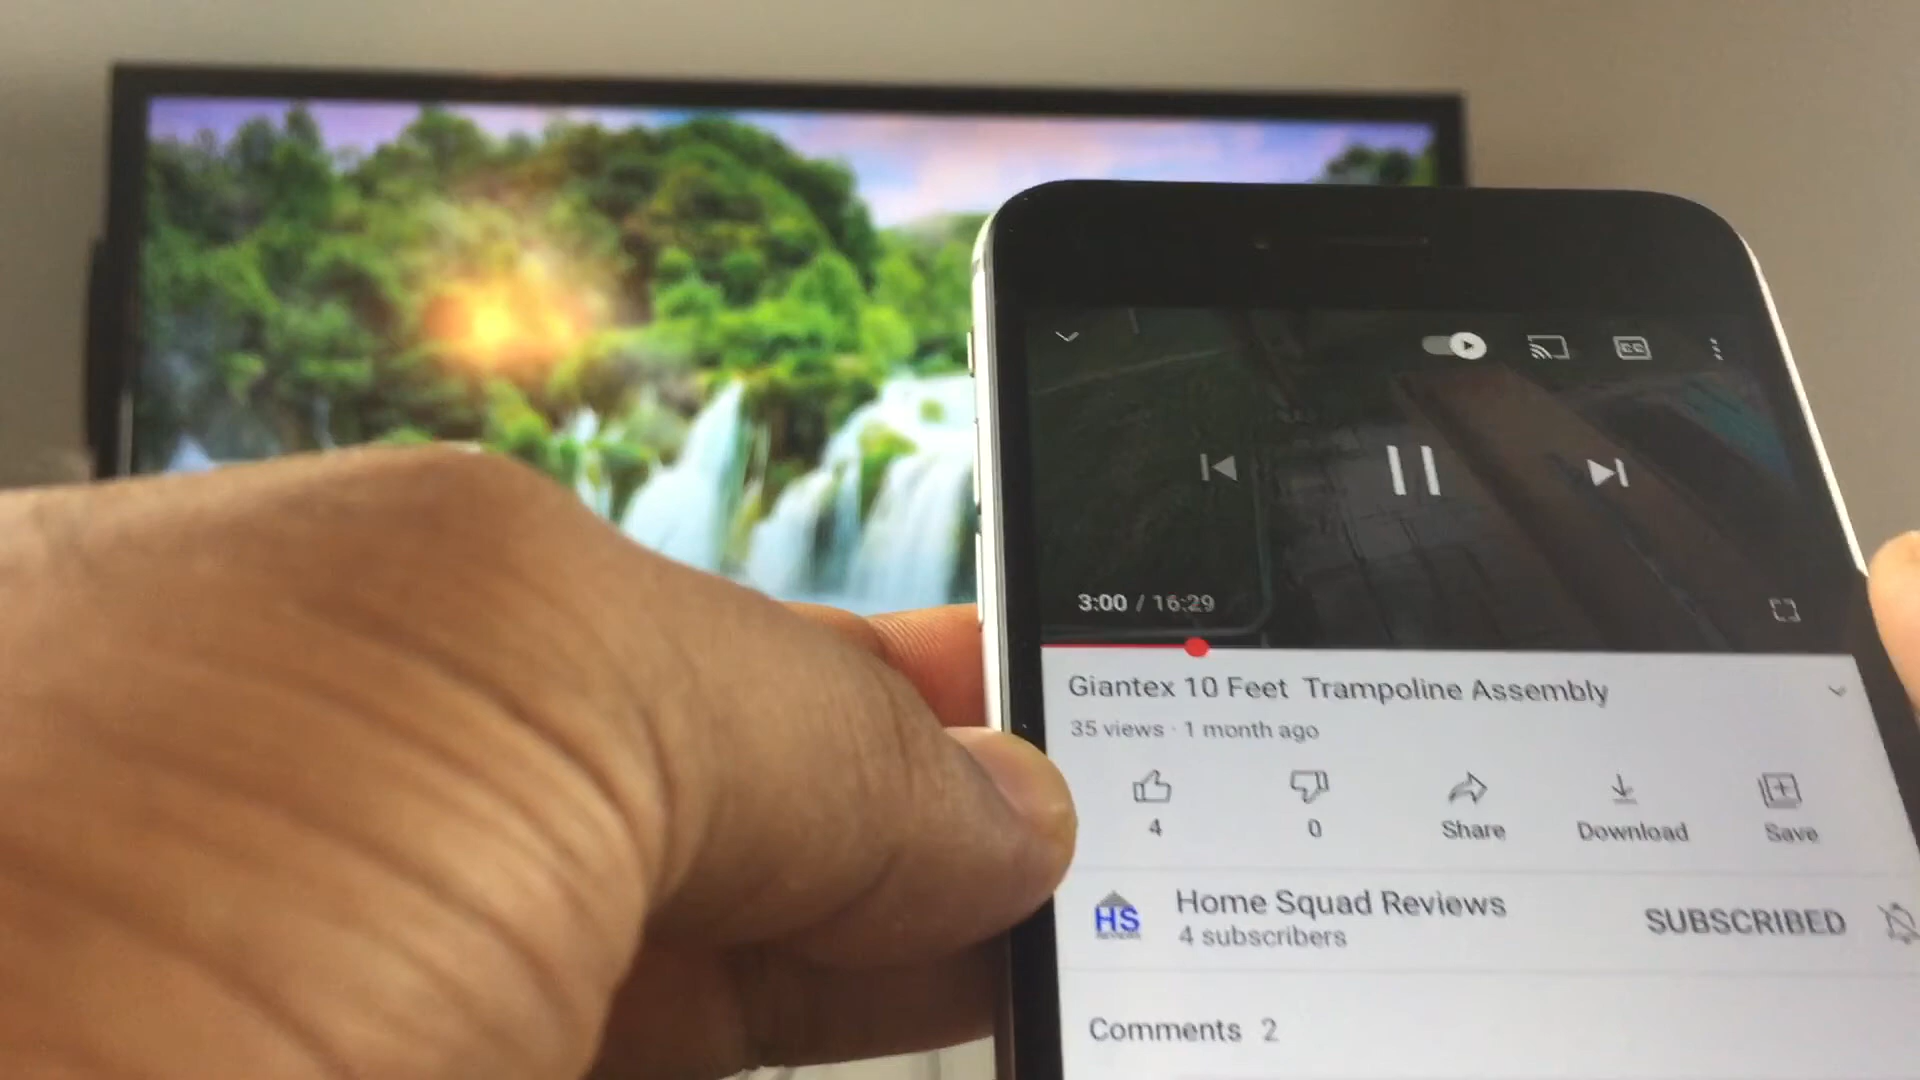 CC
3:00 / 16:29
Giantex 10 Feet Trampoline Assembly
35 views · 1 month ago
4 0 Share Download Save
HS
Home Squad Reviews
4 subscribers
SUBSCRIBED
Comments 2